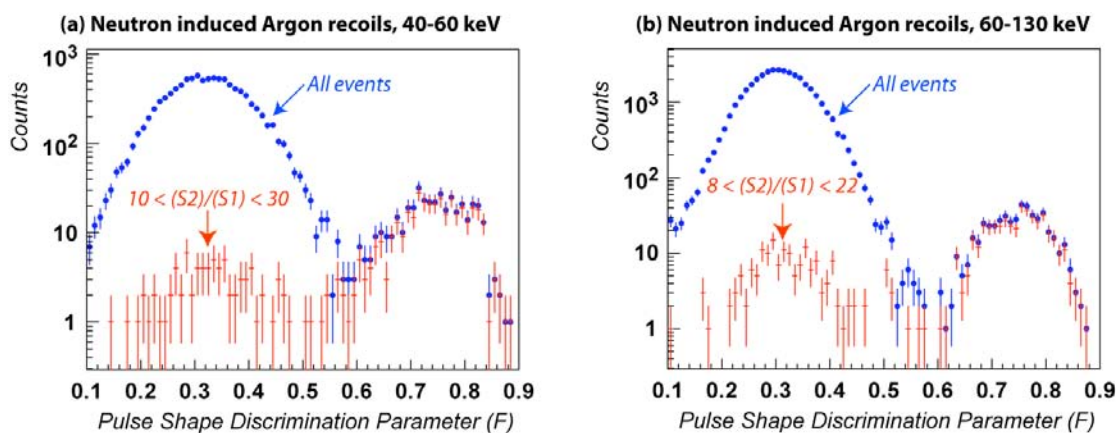 (a) Neutron induced Argon recoils, 40-60 keV
Counts
10³
10²
10
1
All events
10 < (S2)/(S1) < 30
0.1 0.2 0.3 0.4 0.5 0.6 0.7 0.8 0.9
Pulse Shape Discrimination Parameter (F)
(b) Neutron induced Argon recoils, 60-130 keV
Counts
10³
10²
10
1
All events
8 < (S2)/(S1) < 22
0.1 0.2 0.3 0.4 0.5 0.6 0.7 0.8 0.9
Pulse Shape Discrimination Parameter (F)